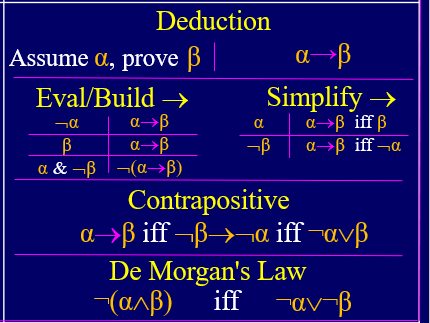 Deduction
Assume α, prove β α→β
Eval/Build → Simplify →
¬α α→β α α→β iff β
β α→β ¬β α→β iff ¬α
α & ¬β ¬(α→β)
Contrapositive
α→β iff ¬β→¬α iff ¬α∨β
De Morgan's Law
¬(α∧β) iff ¬α∨¬β